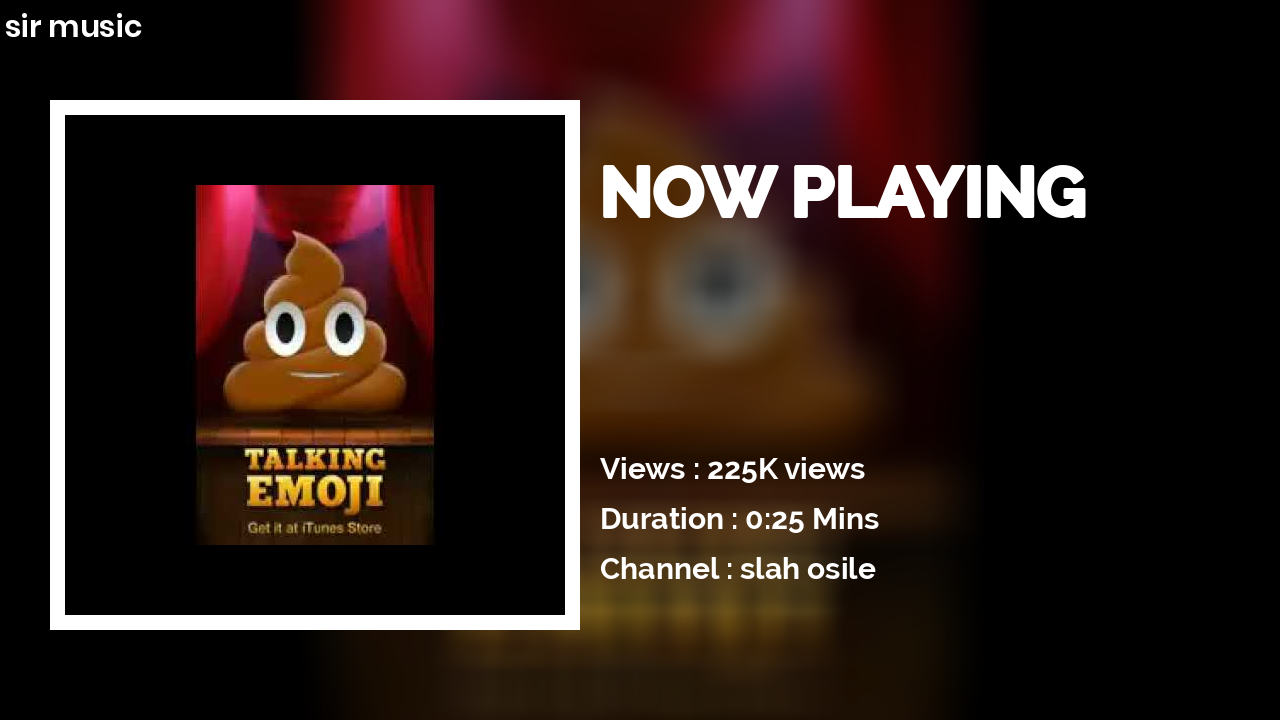 sir music
NOW PLAYING
TALKING
EMOJI
Get it at iTunes Store
Views : 225K views
Duration : 0:25 Mins
Channel : slah osile